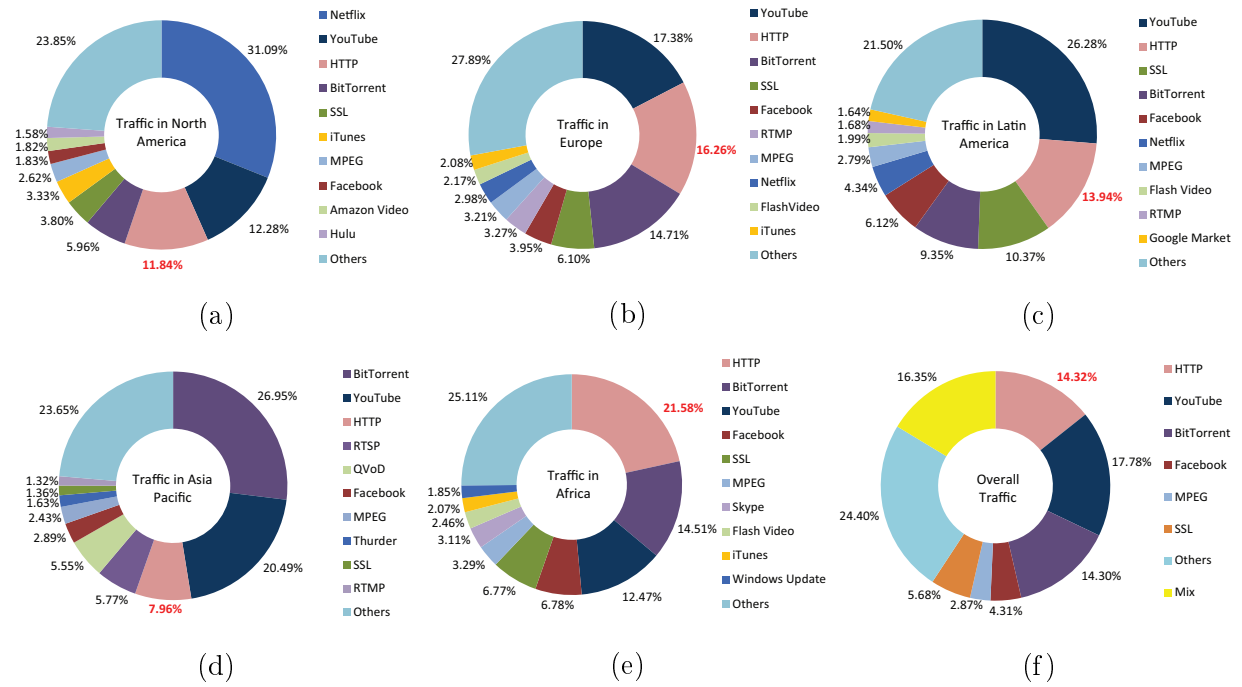 Netflix
YouTube
HTTP
BitTorrent
SSL
iTunes
MPEG
Facebook
Amazon Video
Hulu
Others
31.09%
12.28%
11.84%
5.96%
3.80%
3.33%
2.62%
1.83%
1.82%
1.58%
23.85%
Traffic in North
America
(a)
YouTube
HTTP
BitTorrent
SSL
Facebook
RTMP
MPEG
Netflix
FlashVideo
iTunes
Others
17.38%
16.26%
14.71%
6.10%
3.95%
3.27%
3.21%
2.98%
2.17%
2.08%
27.89%
Traffic in
Europe
(b)
YouTube
HTTP
SSL
BitTorrent
Facebook
Netflix
MPEG
Flash Video
RTMP
Google Market
Others
26.28%
13.94%
10.37%
9.35%
6.12%
4.34%
2.79%
1.99%
1.68%
1.64%
21.50%
Traffic in Latin
America
(c)
BitTorrent
YouTube
HTTP
RTSP
QVoD
Facebook
MPEG
Thurder
SSL
RTMP
Others
26.95%
20.49%
7.96%
5.77%
5.55%
2.89%
2.43%
1.63%
1.36%
1.32%
23.65%
Traffic in Asia
Pacific
(d)
HTTP
BitTorrent
YouTube
Facebook
SSL
MPEG
Skype
Flash Video
iTunes
Windows Update
Others
21.58%
14.51%
12.47%
6.78%
6.77%
3.29%
3.11%
2.46%
2.07%
1.85%
25.11%
Traffic in
Africa
(e)
HTTP
YouTube
BitTorrent
Facebook
MPEG
SSL
Others
Mix
14.32%
17.78%
14.30%
4.31%
2.87%
5.68%
24.40%
16.35%
Overall
Traffic
(f)